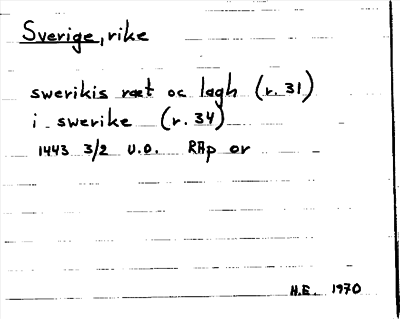 Sverige, rike
swerikis ræt oc lagh (r. 31)
i swerike (r. 34)
1443 3/2 U.O. RAp or
H.E. 1970